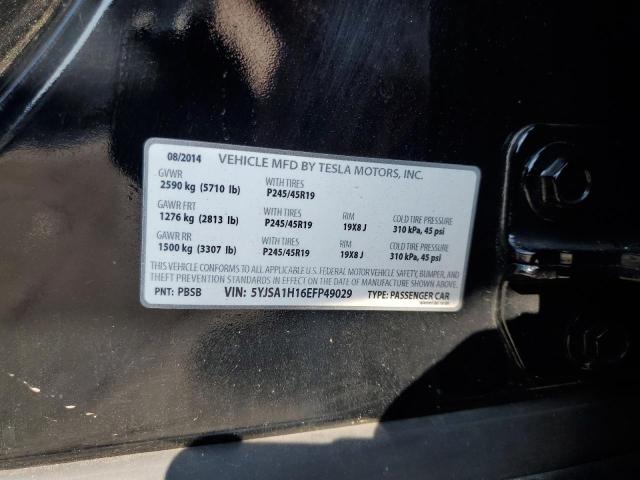 08/2014 VEHICLE MFD BY TESLA MOTORS, INC.
GVWR
2590 kg (5710 lb) WITH TIRES P245/45R19
GAWR FRT
1276 kg (2813 lb) WITH TIRES P245/45R19 RIM 19X8 J COLD TIRE PRESSURE 310 kPa, 45 psi
GAWR RR
1500 kg (3307 lb) WITH TIRES P245/45R19 RIM 19X8 J COLD TIRE PRESSURE 310 kPa, 45 psi
THIS VEHICLE CONFORMS TO ALL APPLICABLE U.S. FEDERAL MOTOR VEHICLE SAFETY, BUMPER, AND
THEFT PREVENTION STANDARDS IN EFFECT ON THE DATE OF MANUFACTURE SHOWN ABOVE.
PNT: PBSB VIN: 5YJSA1H16EFP49029 TYPE: PASSENGER CAR